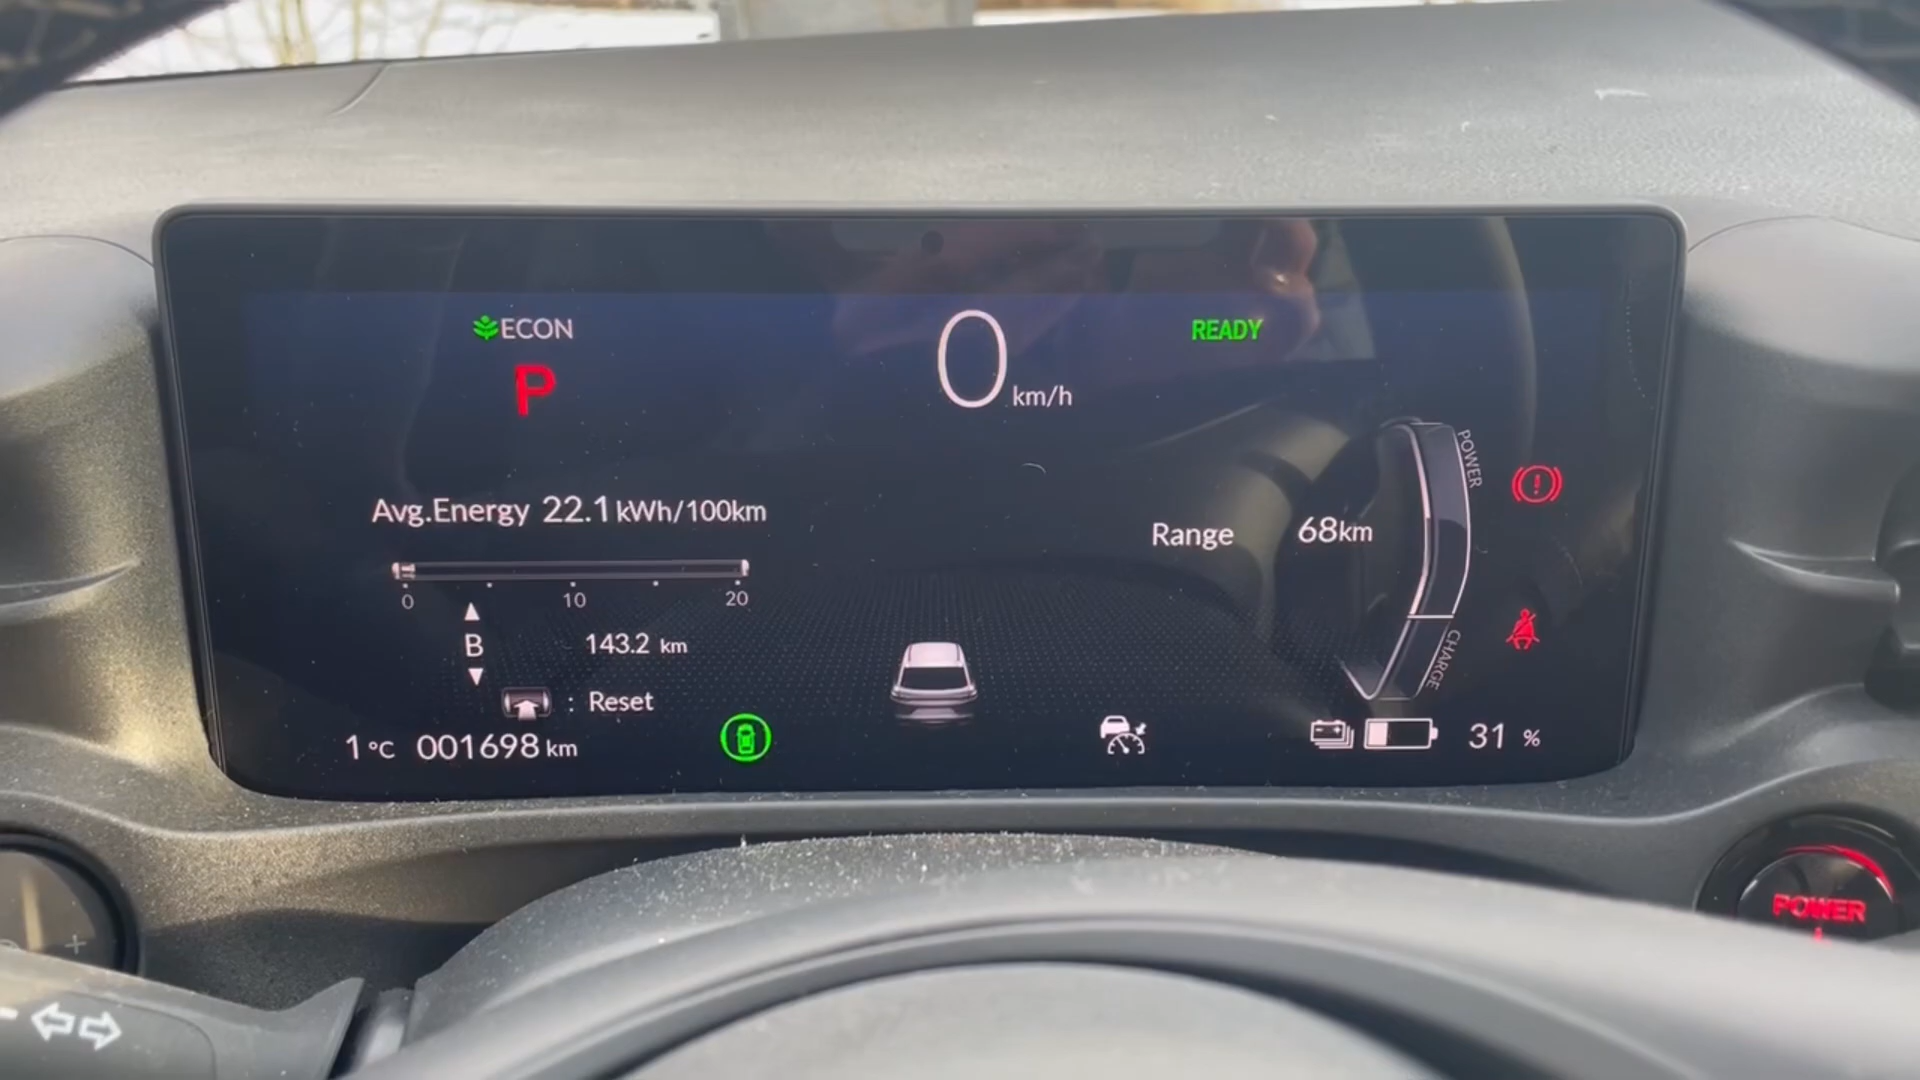 ECON
P
0 km/h
READY
POWER
Avg.Energy 22.1 kWh/100km
Range 68km
0 10 20
B 143.2 km
CHARGE
: Reset
1°C 001698 km
31 %
POWER